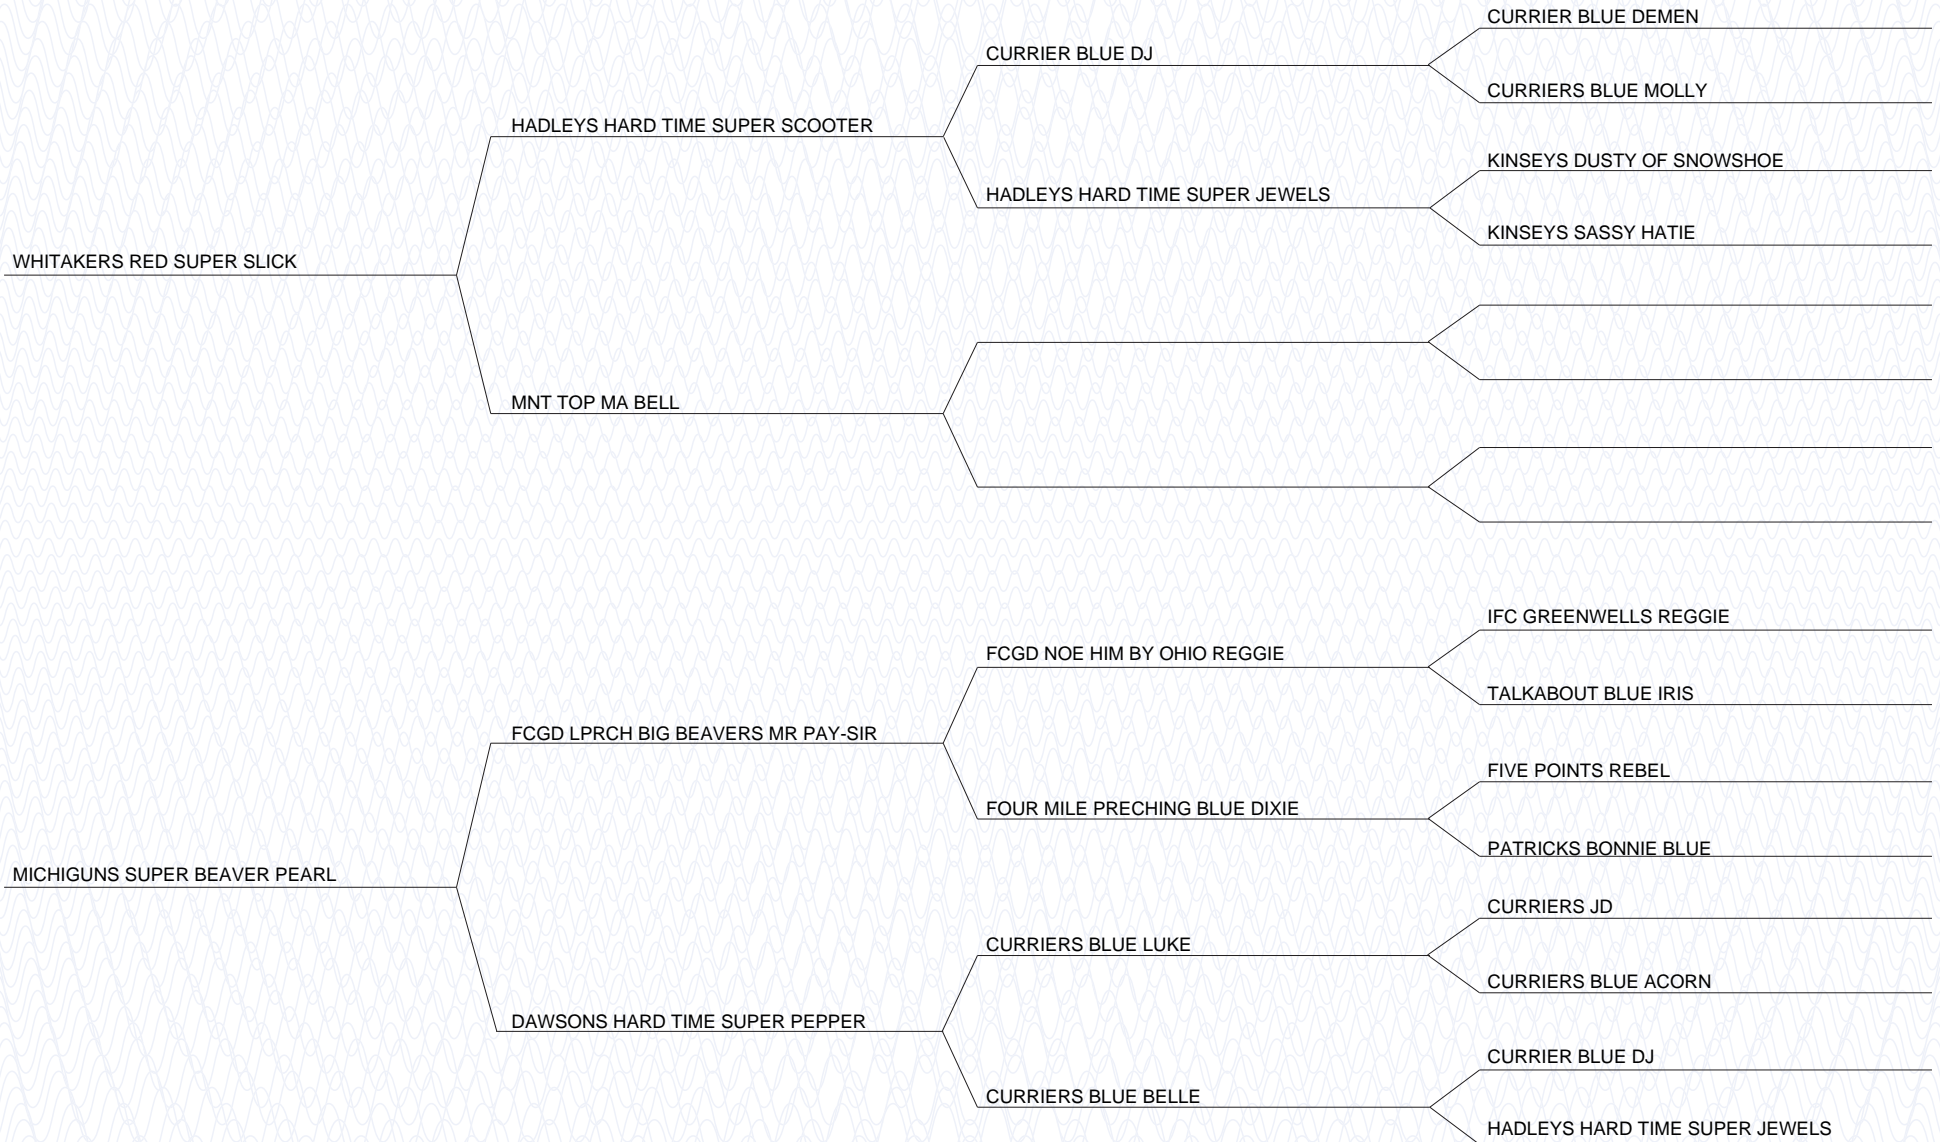 WHITAKERS RED SUPER SLICK
HADLEYS HARD TIME SUPER SCOOTER
CURRIER BLUE DJ
CURRIER BLUE DEMEN
CURRIERS BLUE MOLLY
HADLEYS HARD TIME SUPER JEWELS
KINSEYS DUSTY OF SNOWSHOE
KINSEYS SASSY HATIE
MNT TOP MA BELL
MICHIGUNS SUPER BEAVER PEARL
FCGD LPRCH BIG BEAVERS MR PAY-SIR
FCGD NOE HIM BY OHIO REGGIE
IFC GREENWELLS REGGIE
TALKABOUT BLUE IRIS
FOUR MILE PRECHING BLUE DIXIE
FIVE POINTS REBEL
PATRICKS BONNIE BLUE
DAWSONS HARD TIME SUPER PEPPER
CURRIERS BLUE LUKE
CURRIERS JD
CURRIERS BLUE ACORN
CURRIERS BLUE BELLE
CURRIER BLUE DJ
HADLEYS HARD TIME SUPER JEWELS